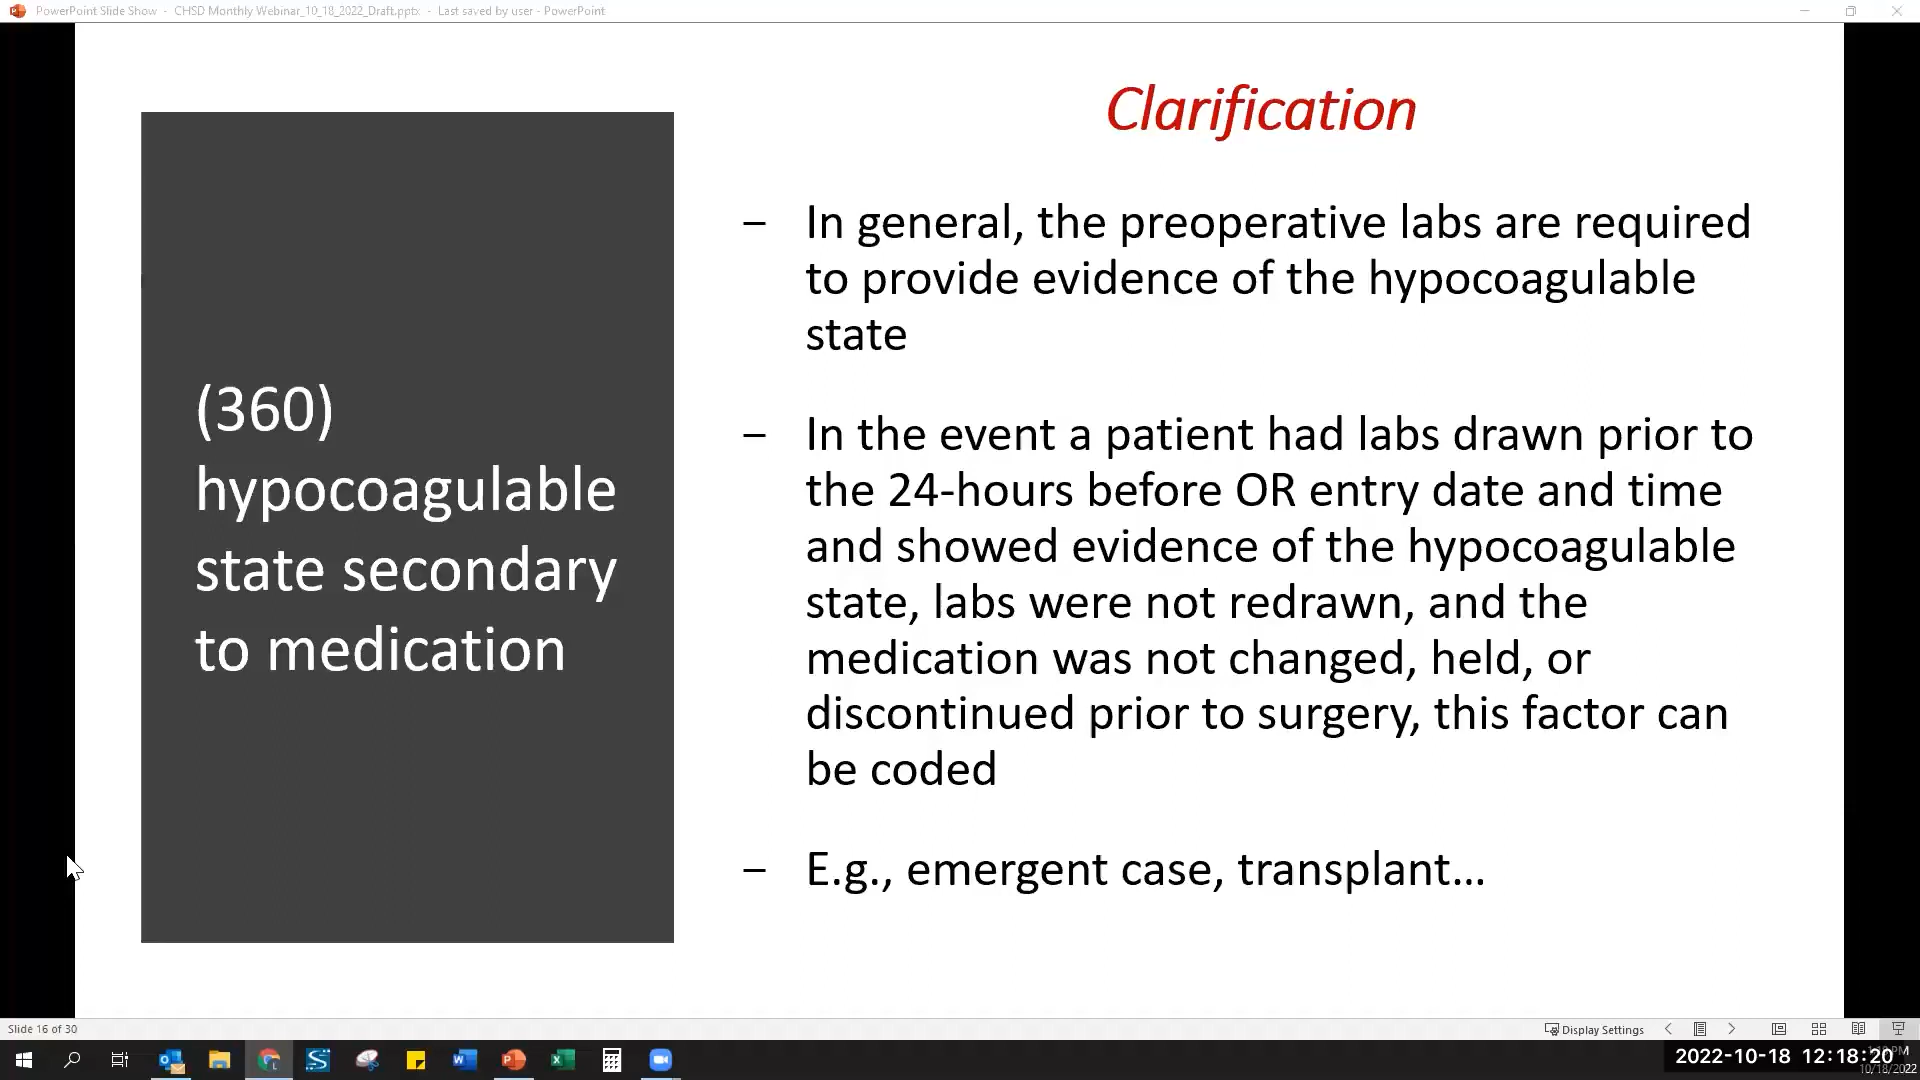 PowerPoint Slide Show - CHSD Monthly Webinar_10_18_2022_Draft.pptx - Last saved by user - PowerPoint
Clarification
(360)
hypocoagulable
state secondary
to medication
– In general, the preoperative labs are required
to provide evidence of the hypocoagulable
state
– In the event a patient had labs drawn prior to
the 24-hours before OR entry date and time
and showed evidence of the hypocoagulable
state, labs were not redrawn, and the
medication was not changed, held, or
discontinued prior to surgery, this factor can
be coded
– E.g., emergent case, transplant...
Slide 16 of 30
Display Settings
2022-10-18 12:18:20
10/18/2022